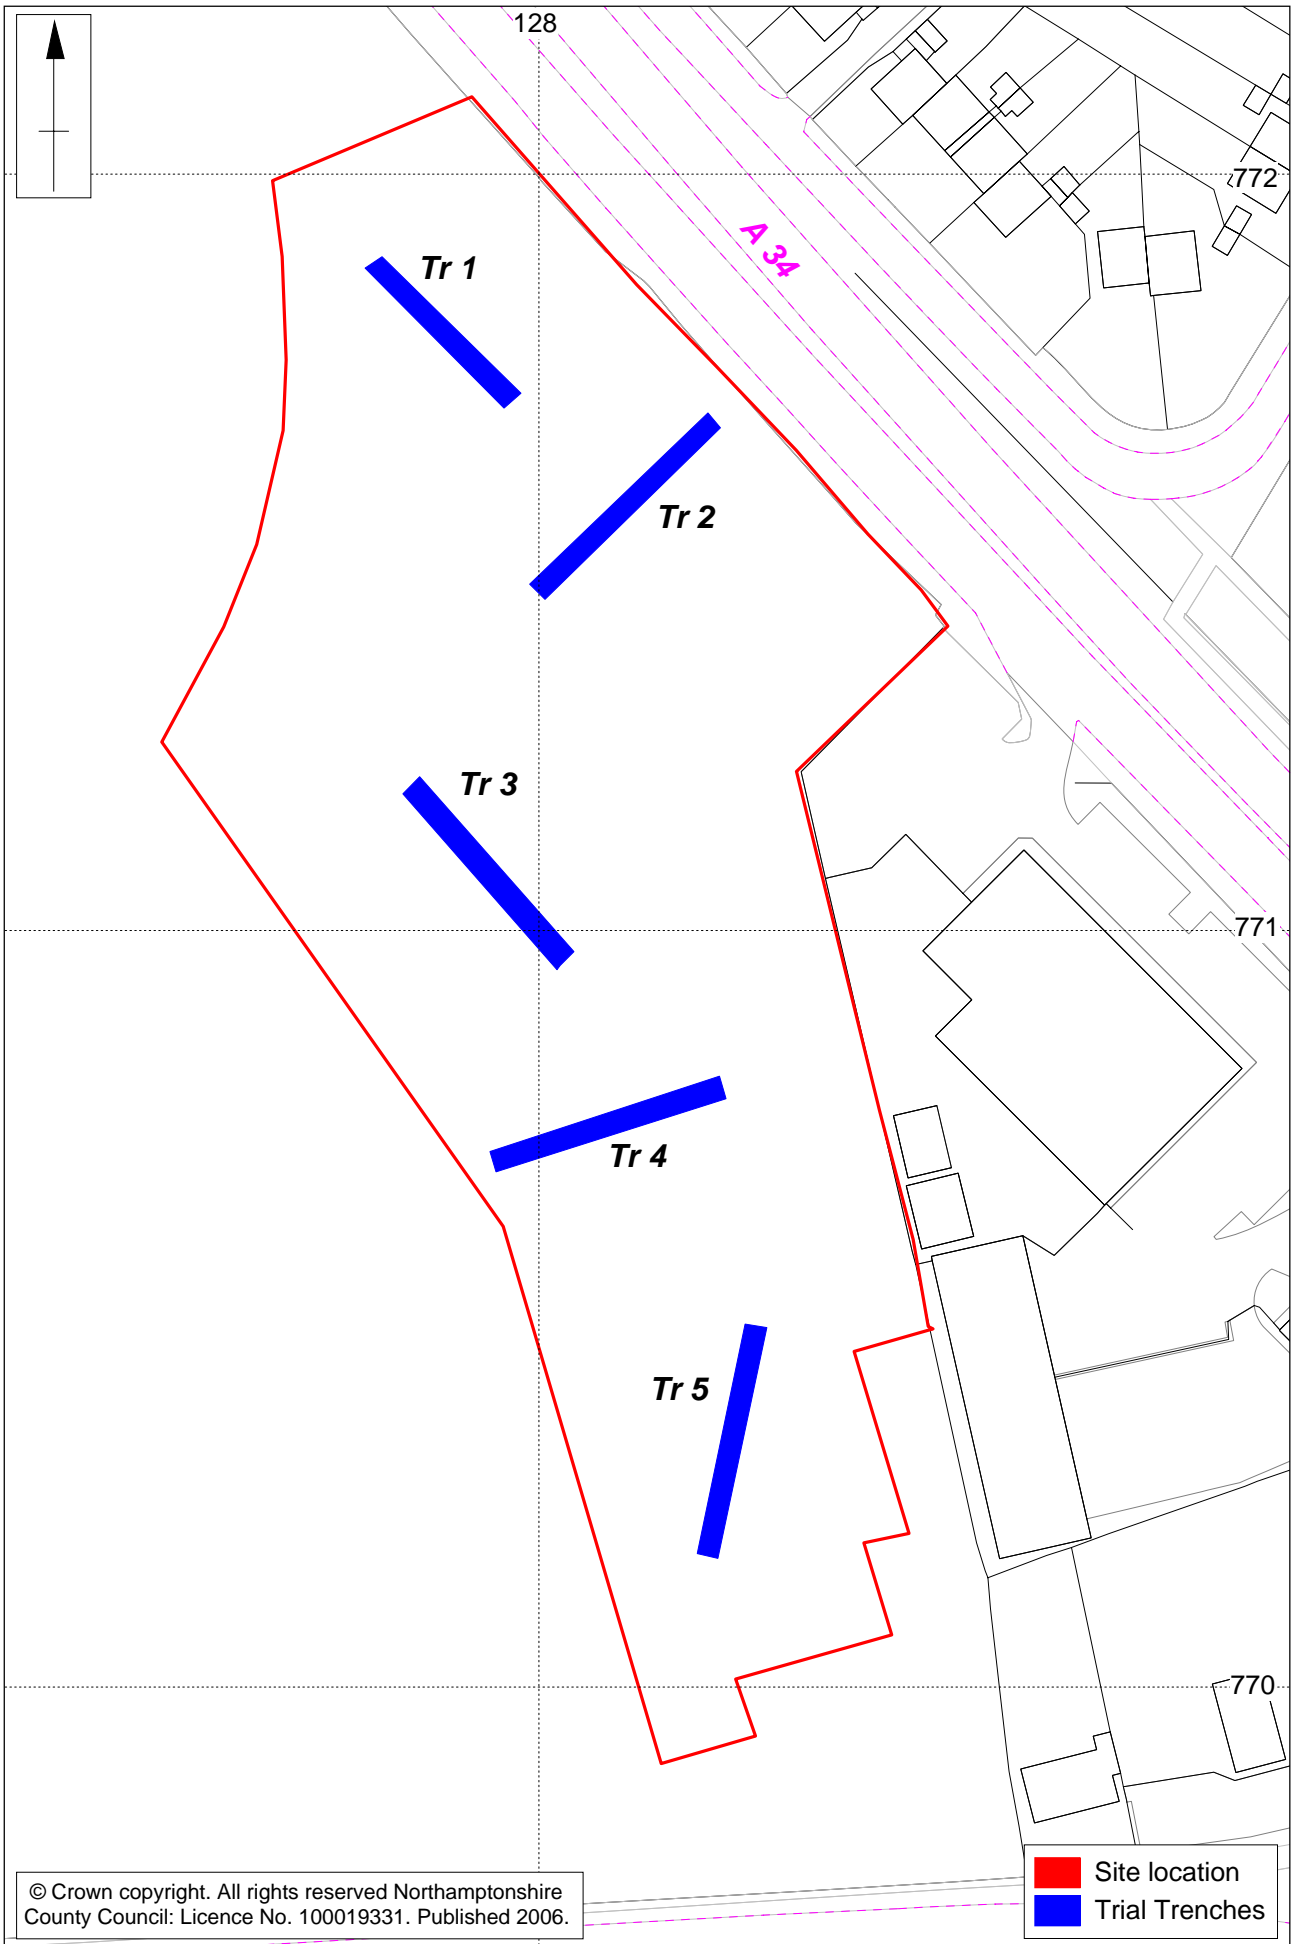 128
772
A 34
Tr 1
Tr 2
Tr 3
771
Tr 4
Tr 5
770
Site location
Trial Trenches
© Crown copyright. All rights reserved Northamptonshire
County Council: Licence No. 100019331. Published 2006.